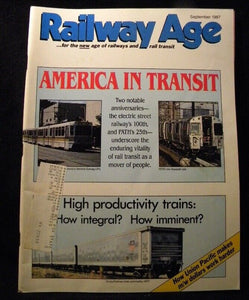 September 1987
Railway Age
...for the new age of railways and rail transit
AMERICA IN TRANSIT
Two notable
anniversaries—
the electric street
railway's 100th,
and PATH's 25th—
underscore the
enduring vitality
of rail transit as a
mover of people.
High productivity trains:
How integral? How imminent?
How Union Pacific makes
new dollars work harder